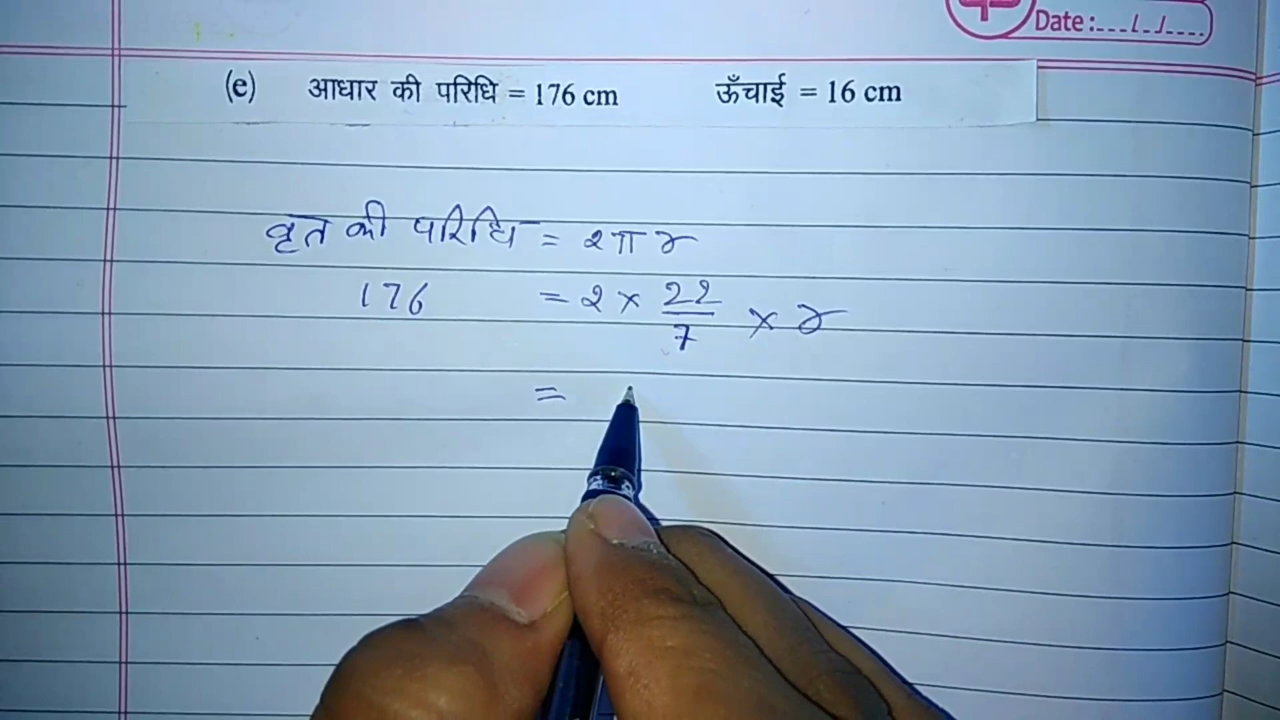 Date :---/-/----
(e) आधार की परिधि = 176 cm ऊँचाई = 16 cm
वृत की परिधि = 2πr
176 = 2 × 22/7 × r
=